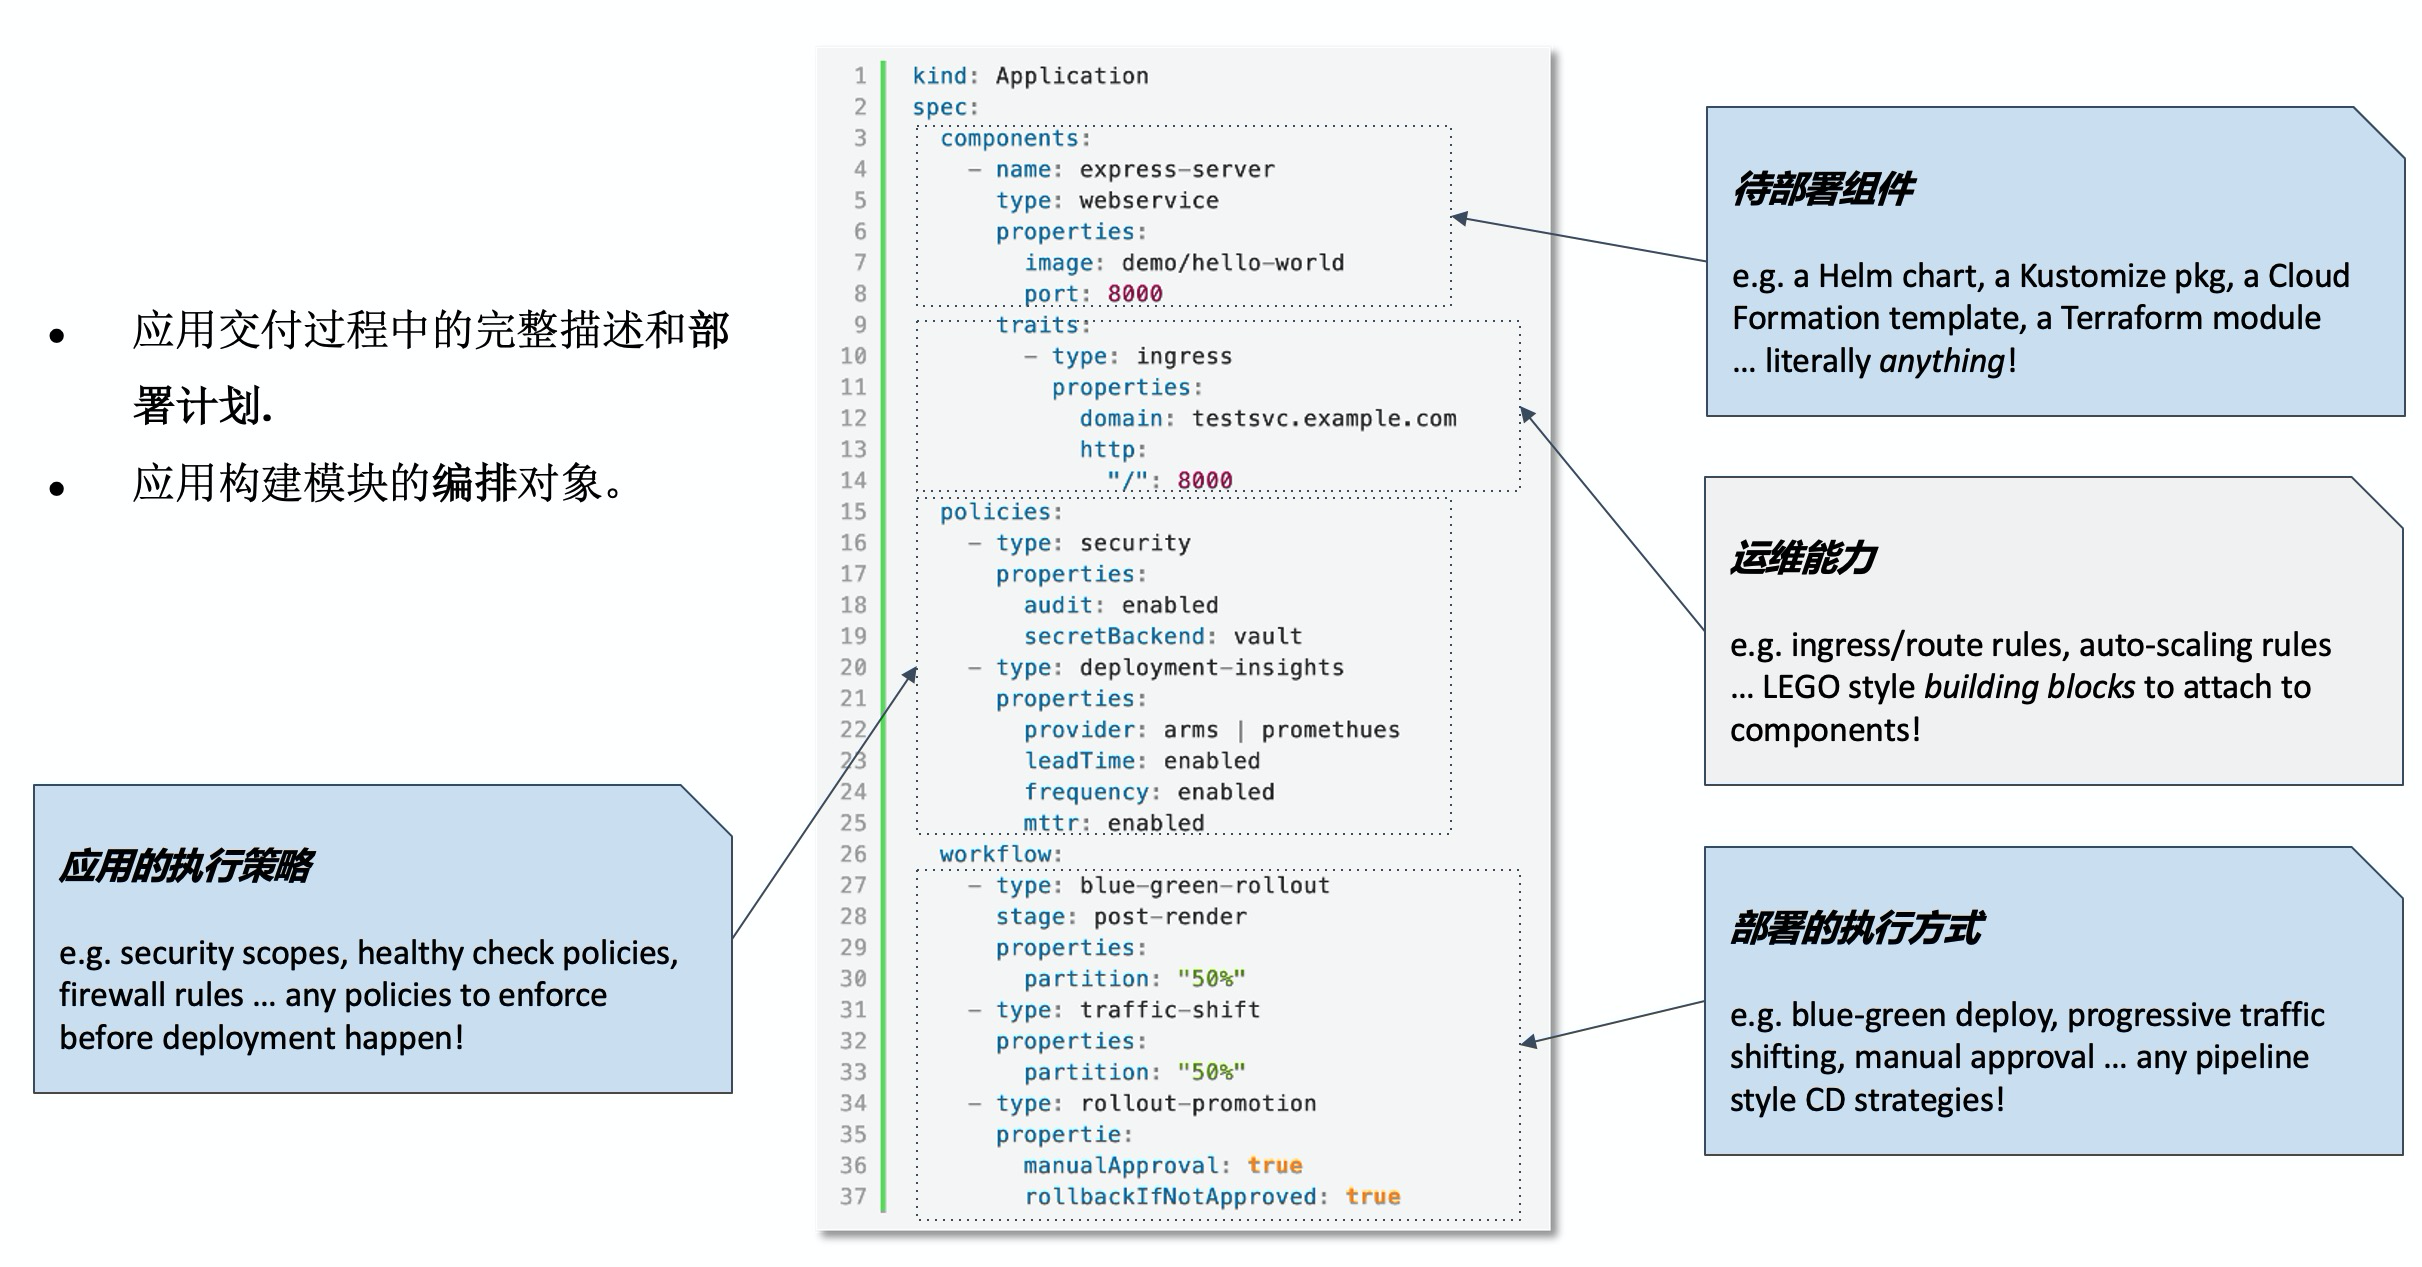 ● 应用交付过程中的完整描述和部
署计划.
● 应用构建模块的编排对象。
应用的执行策略
e.g. security scopes, healthy check policies,
firewall rules ... any policies to enforce
before deployment happen!
1 kind: Application
2 spec:
3   components:
4     - name: express-server
5       type: webservice
6       properties:
7         image: demo/hello-world
8         port: 8000
9       traits:
10         - type: ingress
11           properties:
12             domain: testsvc.example.com
13             http:
14               "/": 8000
15   policies:
16     - type: security
17       properties:
18         audit: enabled
19         secretBackend: vault
20     - type: deployment-insights
21       properties:
22         provider: arms | promethues
23         leadTime: enabled
24         frequency: enabled
25         mttr: enabled
26   workflow:
27     - type: blue-green-rollout
28       stage: post-render
29       properties:
30         partition: "50%"
31     - type: traffic-shift
32       properties:
33         partition: "50%"
34     - type: rollout-promotion
35       propertie:
36         manualApproval: true
37         rollbackIfNotApproved: true
待部署组件
e.g. a Helm chart, a Kustomize pkg, a Cloud
Formation template, a Terraform module
... literally anything!
运维能力
e.g. ingress/route rules, auto-scaling rules
... LEGO style building blocks to attach to
components!
部署的执行方式
e.g. blue-green deploy, progressive traffic
shifting, manual approval ... any pipeline
style CD strategies!